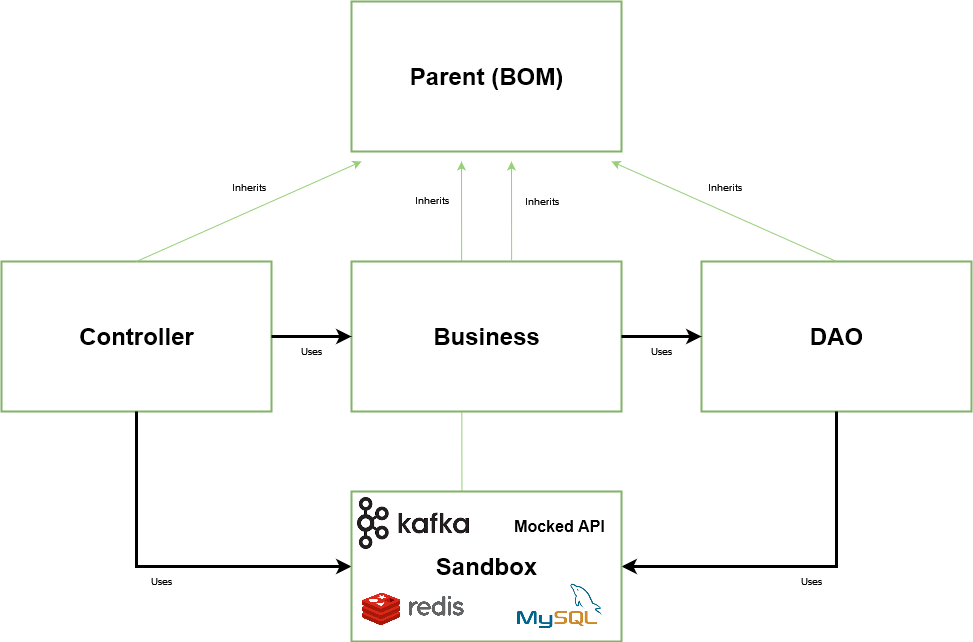 Parent (BOM)
Inherits
Inherits
Inherits
Inherits
Controller
Business
DAO
Uses
Uses
kafka
Mocked API
Sandbox
redis
MySQL
Uses
Uses